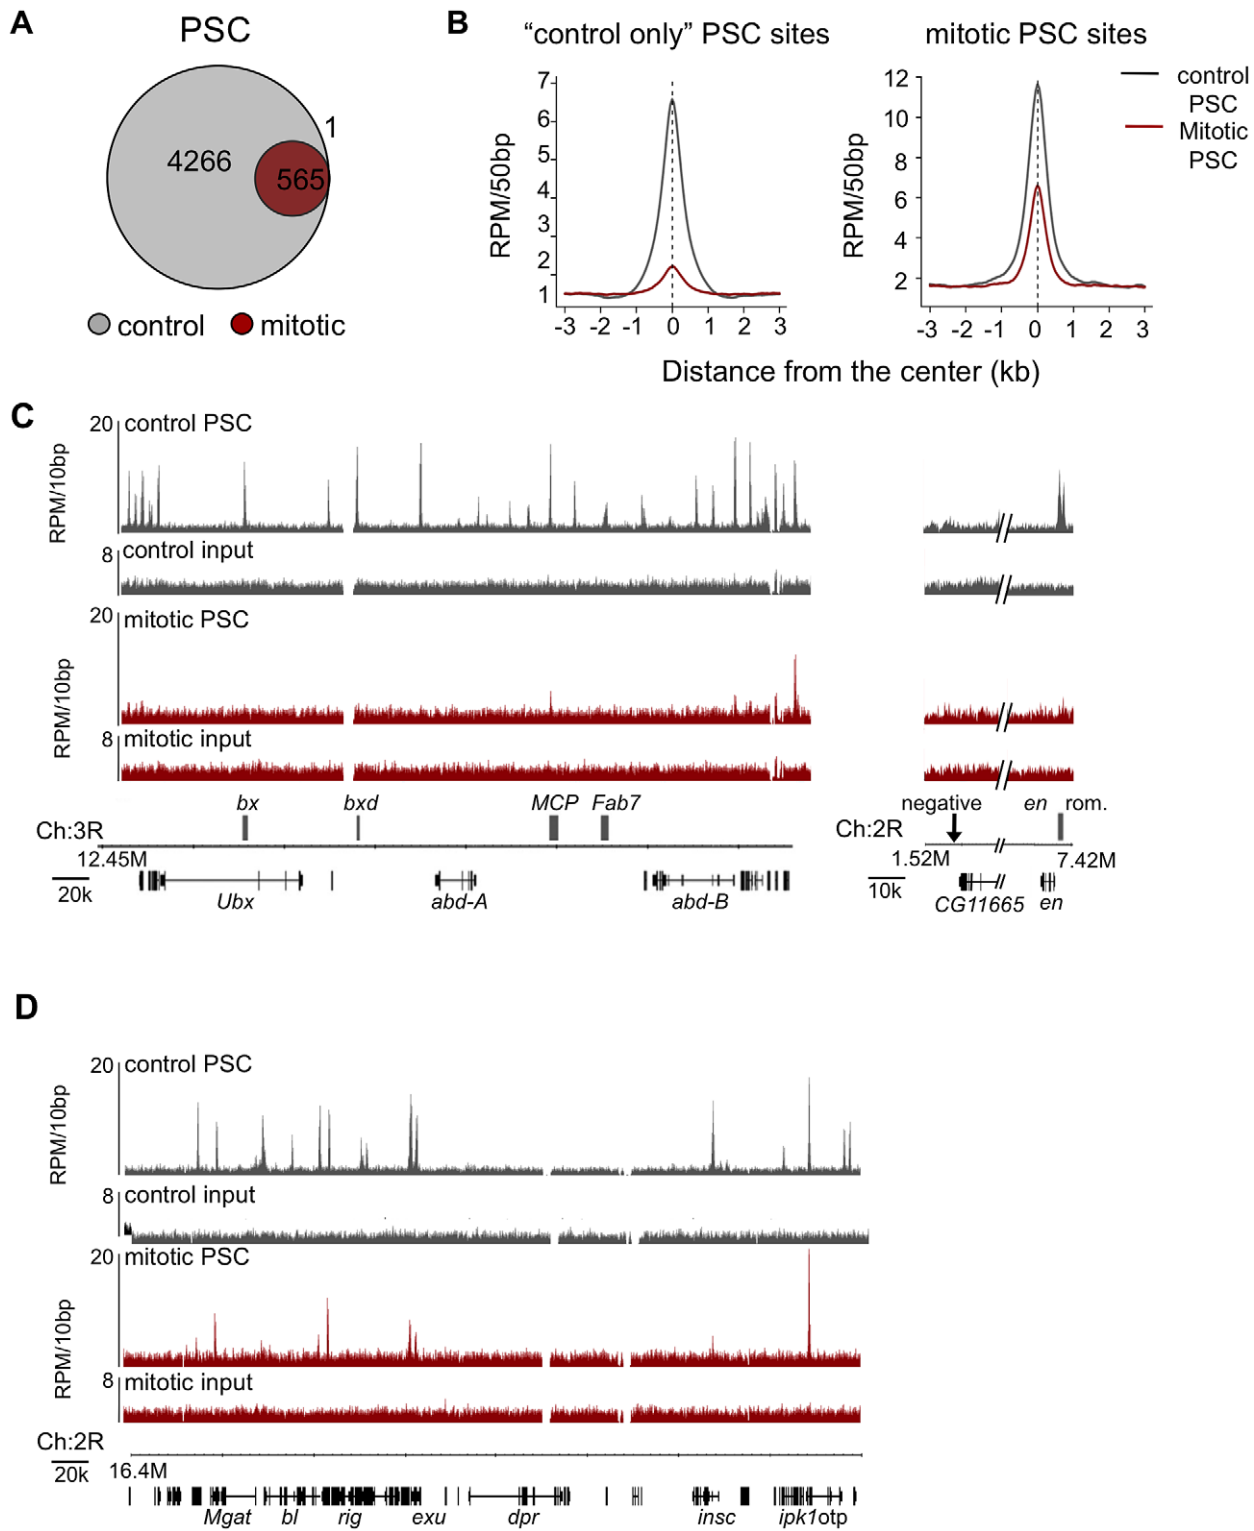 A
PSC
4266
565
1
control
mitotic
B
“control only” PSC sites
mitotic PSC sites
RPM/50bp
7
6
5
4
3
2
1
-3 -2 -1 0 1 2 3
RPM/50bp
12
10
8
6
4
2
-3 -2 -1 0 1 2 3
control
PSC
Mitotic
PSC
Distance from the center (kb)
C
20 control PSC
RPM/10bp
8 control input
20 mitotic PSC
RPM/10bp
8 mitotic input
bx bxd MCP Fab7
Ch:3R
12.45M
20k
Ubx abd-A abd-B
negative en rom.
Ch:2R
1.52M 7.42M
10k
CG11665 en
D
20 control PSC
RPM/10bp
8 control input
20 mitotic PSC
RPM/10bp
8 mitotic input
Ch:2R
20k 16.4M
Mgat bl rig exu dpr insc ipk1otp